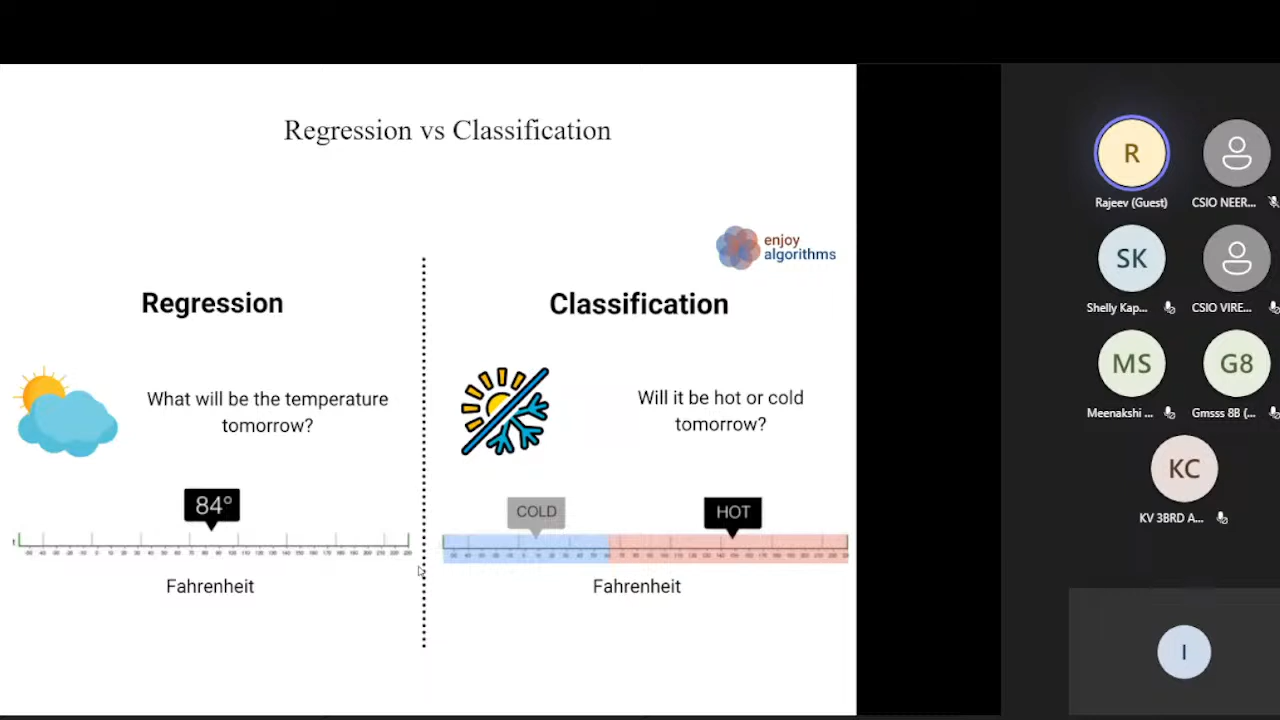 Regression vs Classification
enjoy
algorithms
Regression
What will be the temperature
tomorrow?
84°
Fahrenheit
Classification
Will it be hot or cold
tomorrow?
COLD
HOT
Fahrenheit
R
Rajeev (Guest)
CSIO NEER...
SK
Shelly Kap...
CSIO VIRE...
MS
Meenakshi ...
G8
Gmsss 8B (...
KC
KV 3BRD A...
I